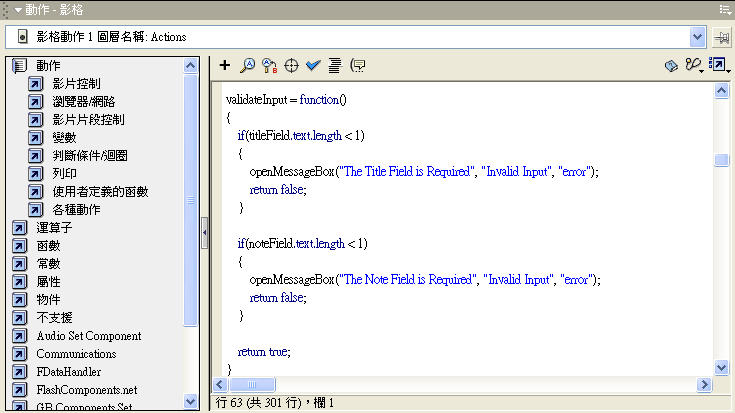 動作 - 影格
影格動作 1 圖層名稱: Actions
動作
影片控制
瀏覽器/網路
影片片段控制
變數
判斷條件/迴圈
列印
使用者定義的函數
各種動作
運算子
函數
常數
屬性
物件
不支援
Audio Set Component
Communications
FDataHandler
FlashComponents.net
GB Components Set
validateInput = function()
{
if(titleField.text.length < 1)
{
openMessageBox("The Title Field is Required", "Invalid Input", "error");
return false;
}
if(noteField.text.length < 1)
{
openMessageBox("The Note Field is Required", "Invalid Input", "error");
return false;
}
return true;
}
行 63 (共 301 行)，欄 1